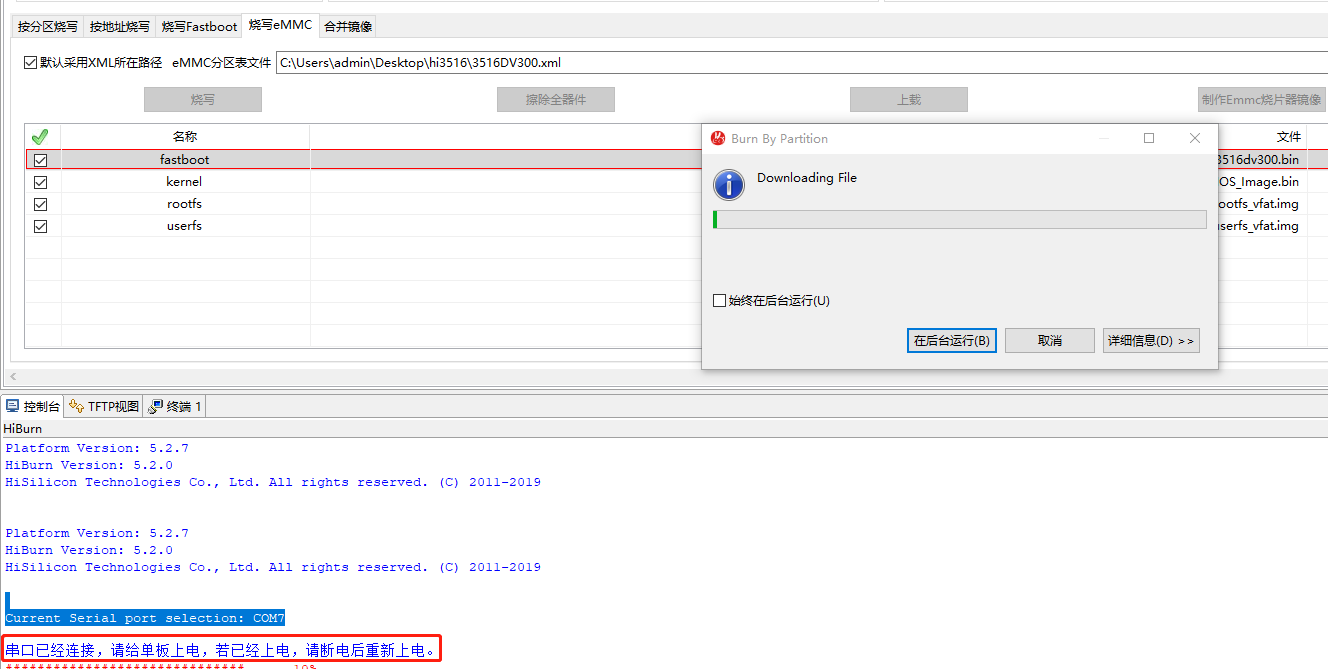 按分区烧写 按地址烧写 烧写Fastboot 烧写eMMC 合并镜像
默认采用XML所在路径 eMMC分区表文件 C:\Users\admin\Desktop\hi3516\3516DV300.xml
烧写 擦除全器件 上载 制作Emmc烧片器镜像
名称 文件
fastboot 3516dv300.bin
kernel OS_Image.bin
rootfs ootfs_vfat.img
userfs userfs_vfat.img
Burn By Partition
Downloading File
始终在后台运行(U)
在后台运行(B) 取消 详细信息(D) >>
控制台 TFTP视图 终端 1
HiBurn
Platform Version: 5.2.7
HiBurn Version: 5.2.0
HiSilicon Technologies Co., Ltd. All rights reserved. (C) 2011-2019
Platform Version: 5.2.7
HiBurn Version: 5.2.0
HiSilicon Technologies Co., Ltd. All rights reserved. (C) 2011-2019
Current Serial port selection: COM7
串口已经连接，请给单板上电，若已经上电，请断电后重新上电。
############################## 10%